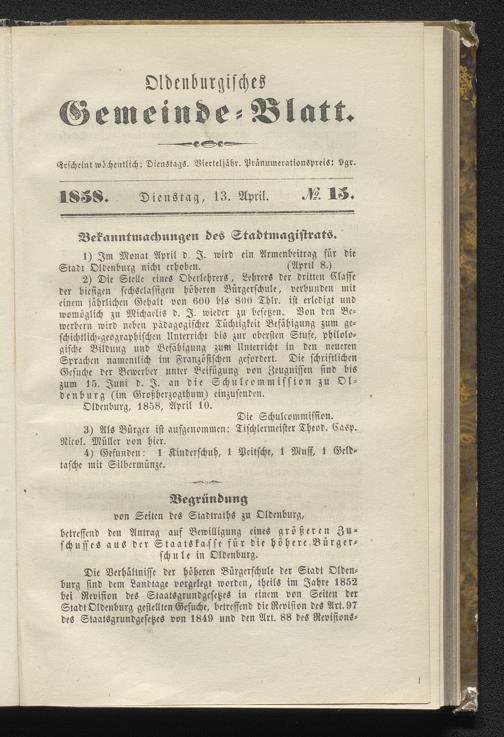 Oldenburgisches
Gemeinde-Blatt.
Erscheint wöchentlich: Dienstags. Vierteljähr. Pränumerationspreis:
1858. Dienstag, 13. April. № 15.
Bekanntmachungen des Stadtmagistrats.
1) Im Monat April d. J. wird ein Armenbeitrag für die
Stadt Oldenburg nicht erhoben. (April 8.)
2) Die Stelle eines Oberlehrers, Lehrers der dritten Classe
der hiesigen sechsclassigen höheren Bürgerschule, verbunden mit
einem jährlichen Gehalt von 600 bis 800 Thlr. ist erledigt und
womöglich zu Michaelis d. J. wieder zu besetzen. Von den Be-
werbern wird neben pädagogischer Tüchtigkeit Befähigung zum ge-
schichtlich-geographischen Unterricht bis zur obersten Stufe, philolo-
gische Bildung und Befähigung zum Unterricht in den neueren
Sprachen namentlich im Französischen gefordert. Die schriftlichen
Gesuche der Bewerber unter Beifügung von Zeugnissen sind bis
zum 15. Juni d. J. an die Schulcommission zu Ol-
denburg (im Großherzogthum) einzusenden.
Oldenburg, 1858, April 10.
Die Schulcommission.
3) Als Bürger ist aufgenommen: Tischlermeister Theod. Casp.
Nicol. Müller von hier.
4) Gefunden: 1 Kinderschuh, 1 Peitsche, 1 Muff, 1 Geld-
tasche mit Silbermünze.
Begründung
von Seiten des Stadtraths zu Oldenburg,
betreffend den Antrag auf Bewilligung eines größeren Zu-
schusses aus der Staatskasse für die höhere Bürger-
schule in Oldenburg.
Die Verhältnisse der höheren Bürgerschule der Stadt Olden-
burg sind dem Landtage vorgelegt worden, theils im Jahre 1852
bei Revision des Staatsgrundgesetzes in einem von Seiten der
Stadt Oldenburg gestellten Gesuche, betreffend die Revision des Art. 97
des Staatsgrundgesetzes von 1849 und den Art. 88 des Revisions-